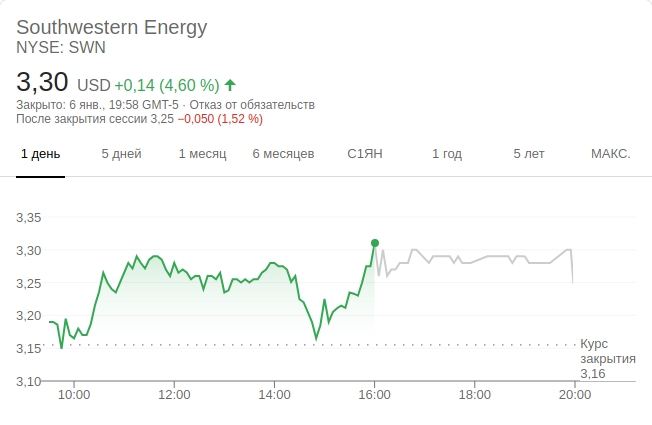 Southwestern Energy
NYSE: SWN
3,30 USD +0,14 (4,60 %)
Закрыто: 6 янв., 19:58 GMT-5 · Отказ от обязательств
После закрытия сессии 3,25 −0,050 (1,52 %)
1 день 5 дней 1 месяц 6 месяцев С1ЯН 1 год 5 лет МАКС.
3,35
3,30
3,25
3,20
3,15
3,10
Курс
закрытия
3,16
10:00 12:00 14:00 16:00 18:00 20:00